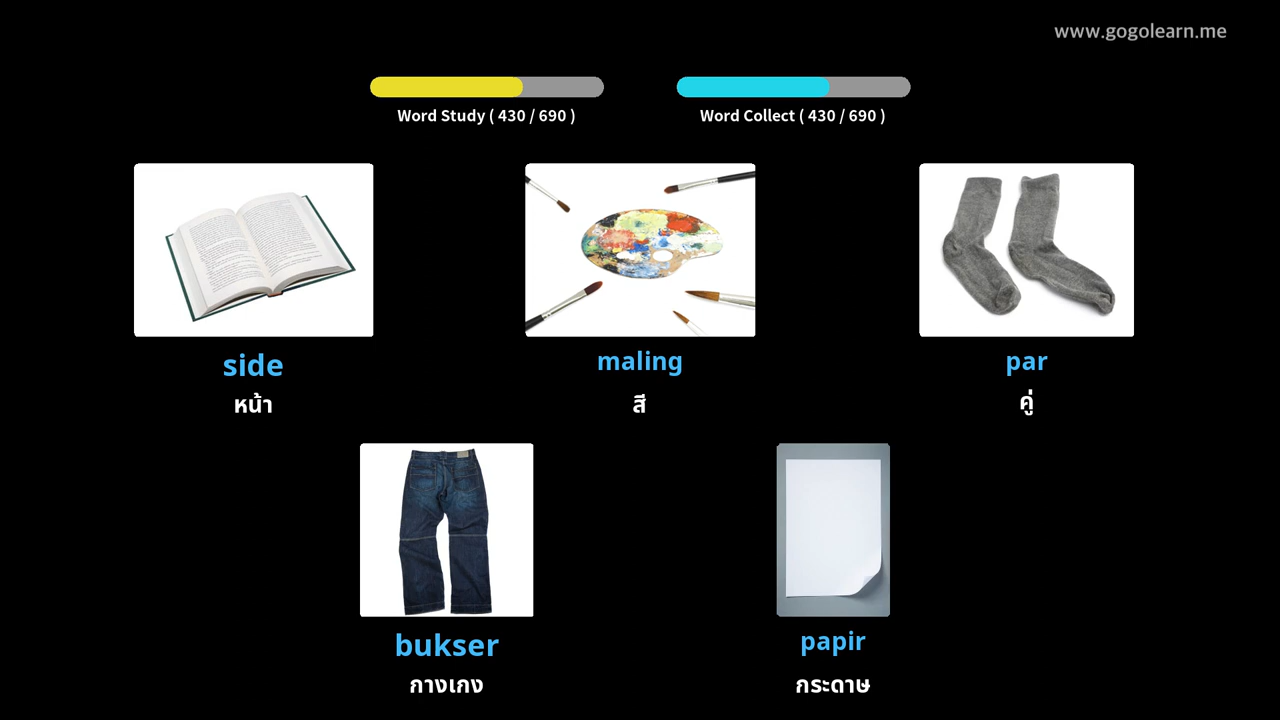 www.gogolearn.me
Word Study ( 430 / 690 )
Word Collect ( 430 / 690 )
side
หน้า
maling
สี
par
คู่
bukser
กางเกง
papir
กระดาษ